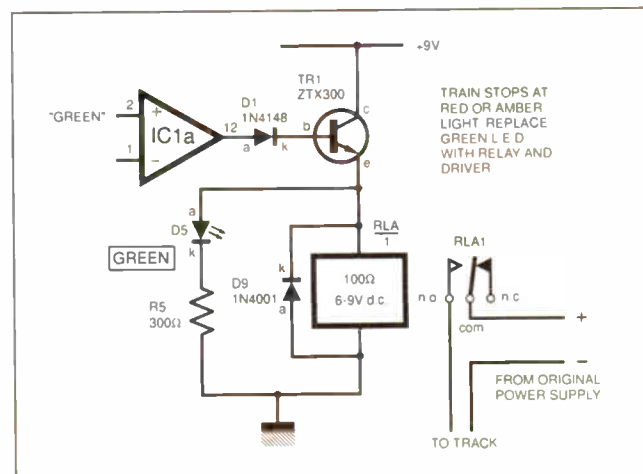 +9V
TR1
ZTX300
D1
1N4148
"GREEN"
2
+
IC1a
12
1
−
a
k
b
c
e
TRAIN STOPS AT
RED OR AMBER
LIGHT REPLACE
GREEN L E D
WITH RELAY AND
DRIVER
a
D5
k
GREEN
R5
300Ω
k
D9
1N4001
a
RLA
1
100Ω
6-9V d.c.
RLA1
n.o
n.c
com
+
−
FROM ORIGINAL
POWER SUPPLY
TO TRACK